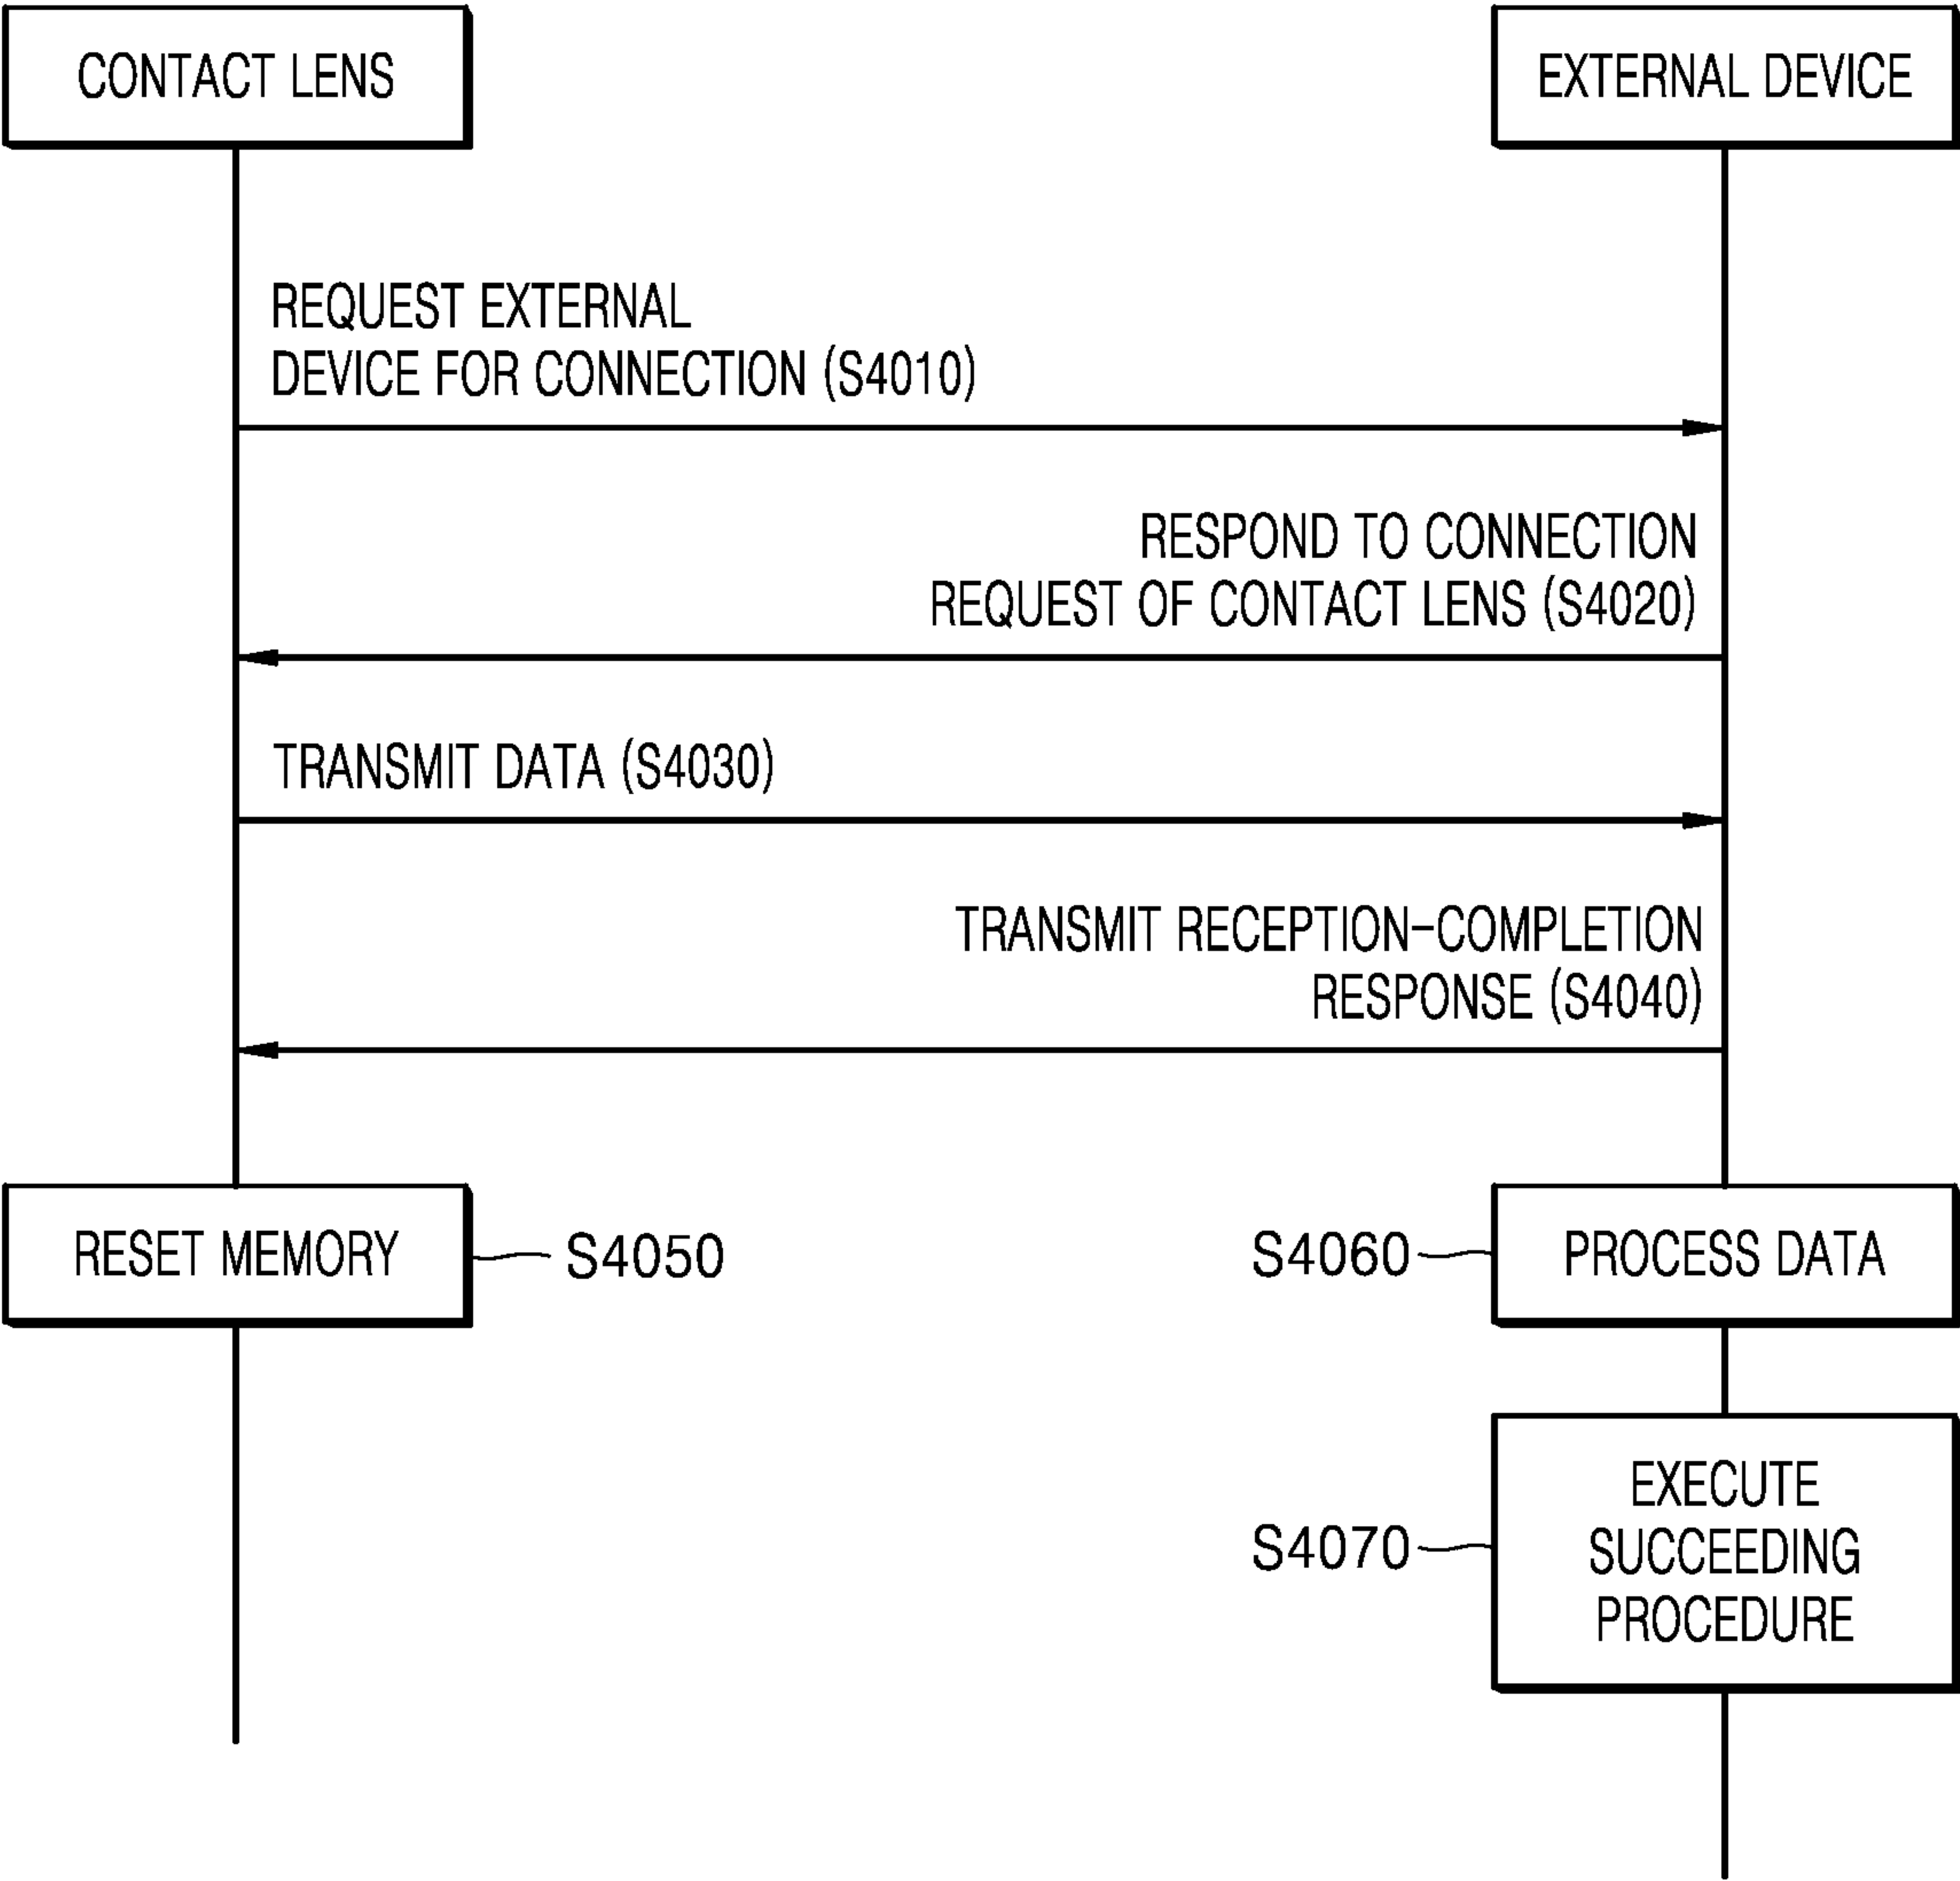 CONTACT LENS
EXTERNAL DEVICE
REQUEST EXTERNAL
DEVICE FOR CONNECTION (S4010)
RESPOND TO CONNECTION
REQUEST OF CONTACT LENS (S4020)
TRANSMIT DATA (S4030)
TRANSMIT RECEPTION-COMPLETION
RESPONSE (S4040)
RESET MEMORY
S4050
S4060
PROCESS DATA
S4070
EXECUTE
SUCCEEDING
PROCEDURE